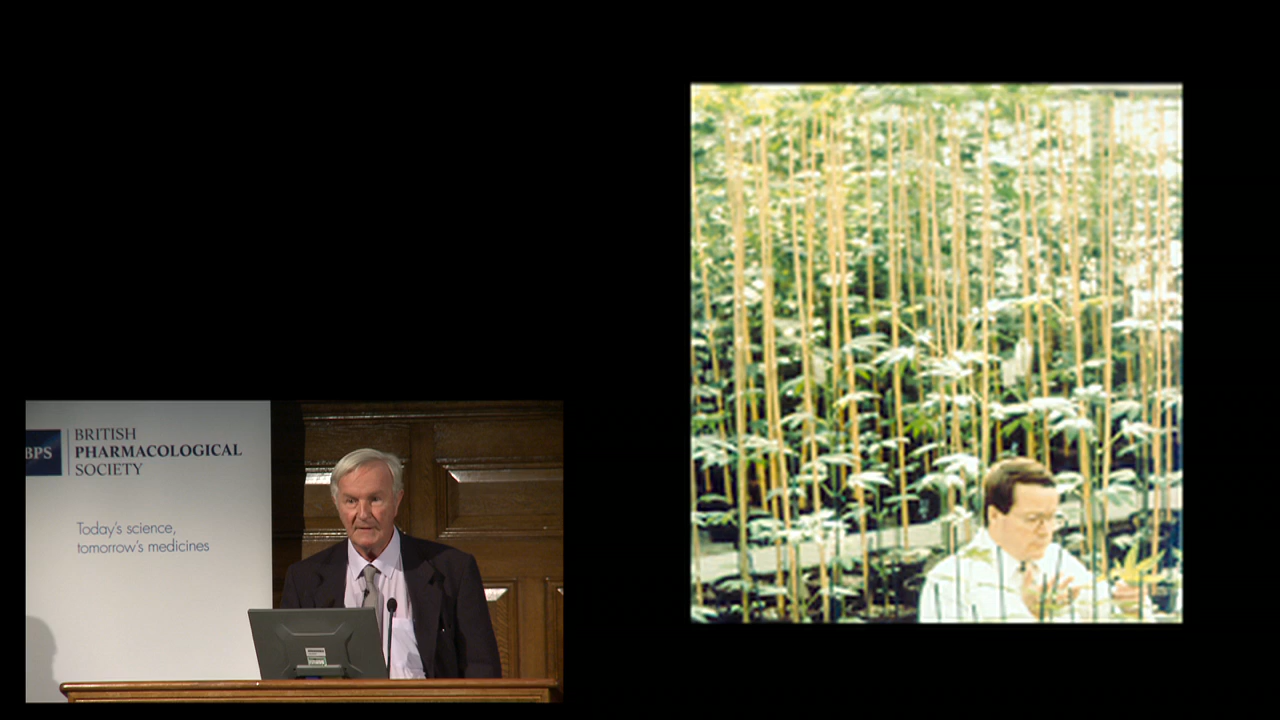 BPS
BRITISH
PHARMACOLOGICAL
SOCIETY
Today's science,
tomorrow's medicines